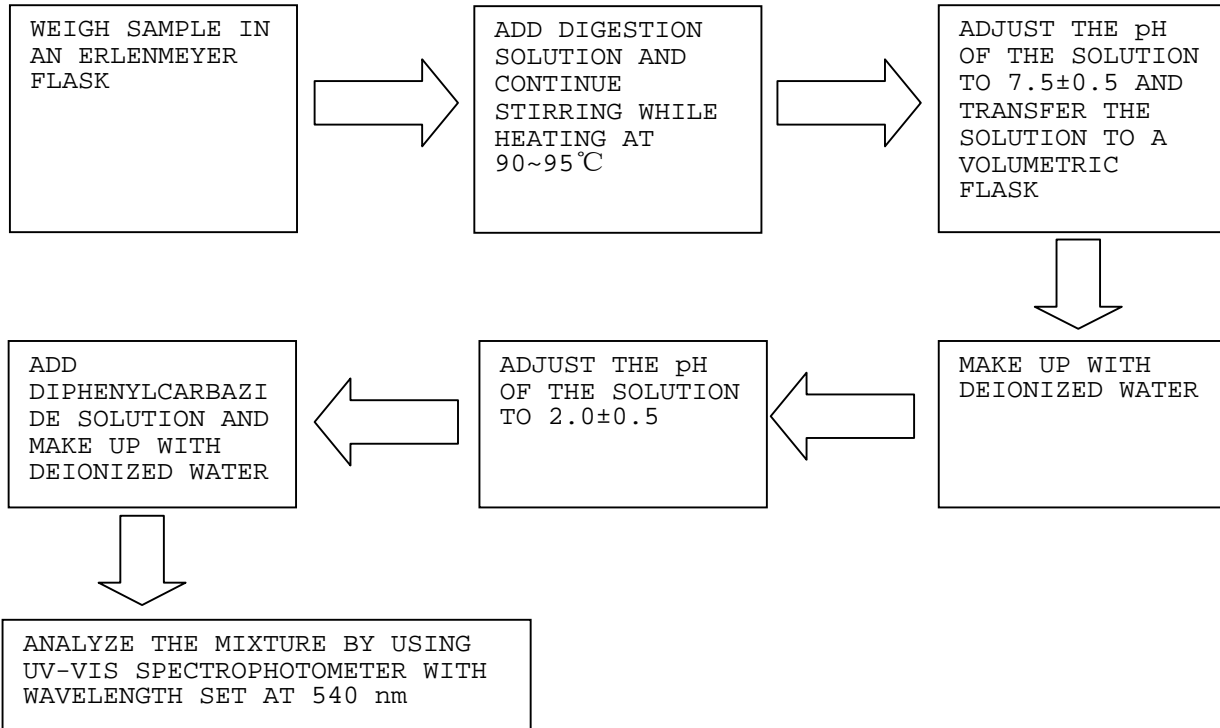 WEIGH SAMPLE IN
AN ERLENMEYER
FLASK
ADD DIGESTION
SOLUTION AND
CONTINUE
STIRRING WHILE
HEATING AT
90~95℃
ADJUST THE pH
OF THE SOLUTION
TO 7.5±0.5 AND
TRANSFER THE
SOLUTION TO A
VOLUMETRIC
FLASK
MAKE UP WITH
DEIONIZED WATER
ADJUST THE pH
OF THE SOLUTION
TO 2.0±0.5
ADD
DIPHENYLCARBAZI
DE SOLUTION AND
MAKE UP WITH
DEIONIZED WATER
ANALYZE THE MIXTURE BY USING
UV-VIS SPECTROPHOTOMETER WITH
WAVELENGTH SET AT 540 nm